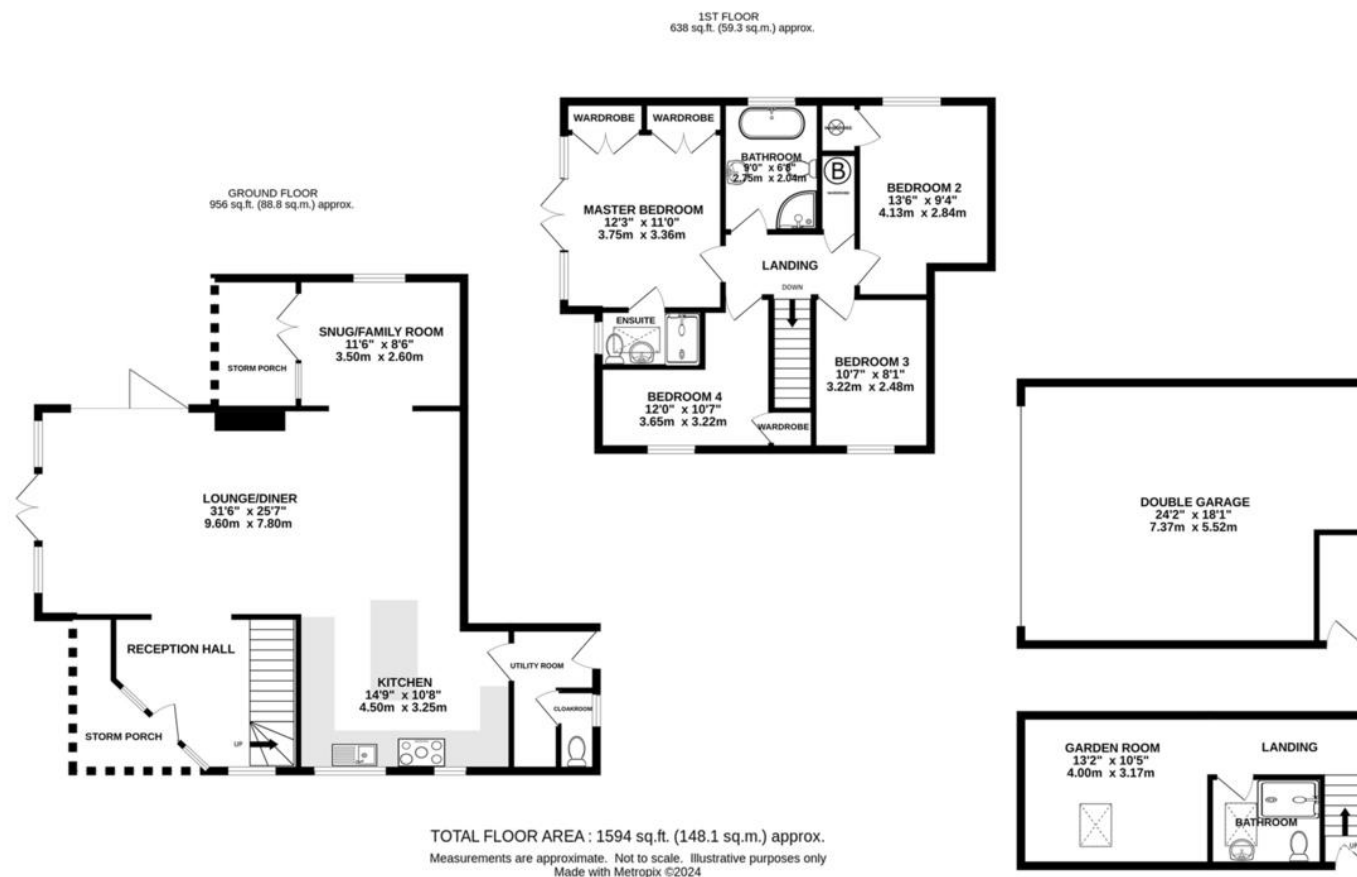 1ST FLOOR
638 sq.ft. (59.3 sq.m.) approx.
WARDROBE
WARDROBE
BATHROOM
9'0" x 6'8"
2.75m x 2.04m
B
BEDROOM 2
13'6" x 9'4"
4.13m x 2.84m
MASTER BEDROOM
12'3" x 11'0"
3.75m x 3.36m
LANDING
DOWN
ENSUITE
BEDROOM 3
10'7" x 8'1"
3.22m x 2.48m
BEDROOM 4
12'0" x 10'7"
3.65m x 3.22m
WARDROBE
GROUND FLOOR
956 sq.ft. (88.8 sq.m.) approx.
SNUG/FAMILY ROOM
11'6" x 8'6"
3.50m x 2.60m
STORM PORCH
LOUNGE/DINER
31'6" x 25'7"
9.60m x 7.80m
RECEPTION HALL
UTILITY ROOM
KITCHEN
14'9" x 10'8"
4.50m x 3.25m
CLOAKROOM
STORM PORCH
UP
DOUBLE GARAGE
24'2" x 18'1"
7.37m x 5.52m
GARDEN ROOM
13'2" x 10'5"
4.00m x 3.17m
LANDING
BATHROOM
TOTAL FLOOR AREA : 1594 sq.ft. (148.1 sq.m.) approx.
Measurements are approximate. Not to scale. Illustrative purposes only
Made with Metropix ©2024